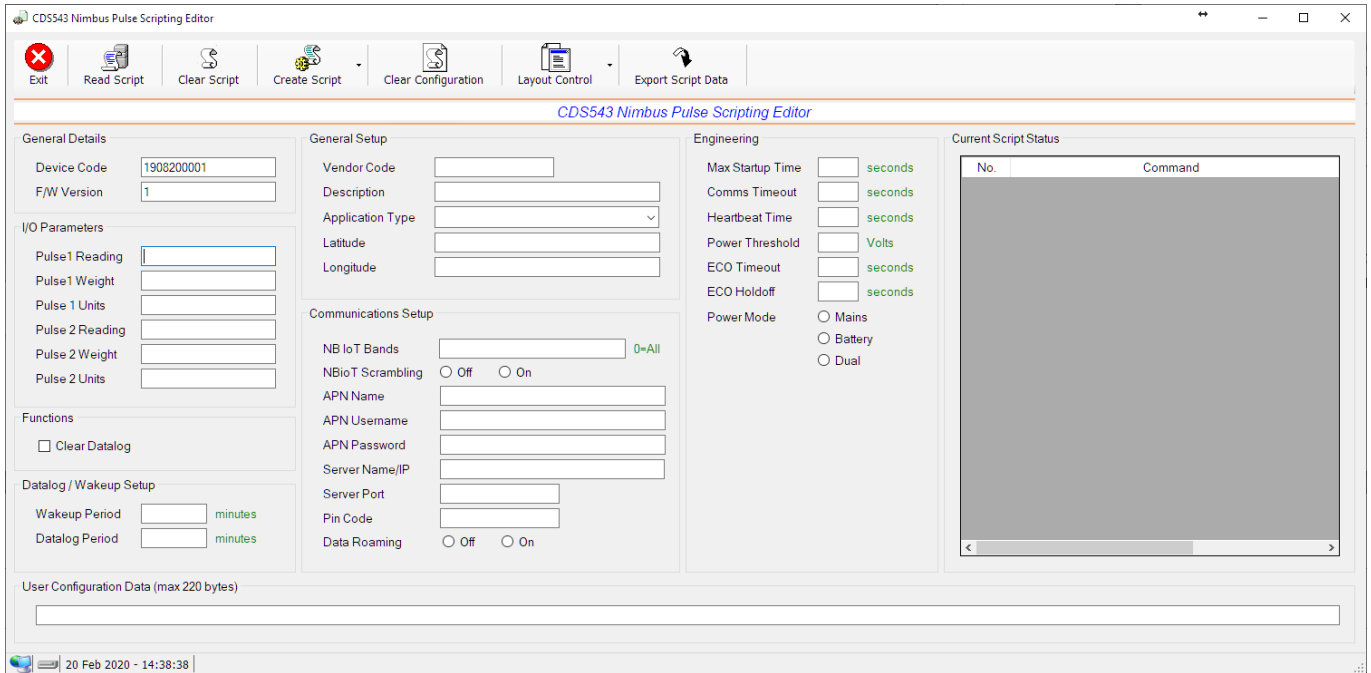 CDS543 Nimbus Pulse Scripting Editor
Exit
Read Script
Clear Script
Create Script
Clear Configuration
Layout Control
Export Script Data
CDS543 Nimbus Pulse Scripting Editor
General Details
Device Code 1908200001
F/W Version 1
I/O Parameters
Pulse1 Reading
Pulse1 Weight
Pulse 1 Units
Pulse 2 Reading
Pulse 2 Weight
Pulse 2 Units
Functions
Clear Datalog
Datalog / Wakeup Setup
Wakeup Period minutes
Datalog Period minutes
General Setup
Vendor Code
Description
Application Type
Latitude
Longitude
Communications Setup
NB IoT Bands 0=All
NBioT Scrambling Off On
APN Name
APN Username
APN Password
Server Name/IP
Server Port
Pin Code
Data Roaming Off On
Engineering
Max Startup Time seconds
Comms Timeout seconds
Heartbeat Time seconds
Power Threshold Volts
ECO Timeout seconds
ECO Holdoff seconds
Power Mode Mains
Battery
Dual
Current Script Status
No. Command
User Configuration Data (max 220 bytes)
20 Feb 2020 - 14:38:38